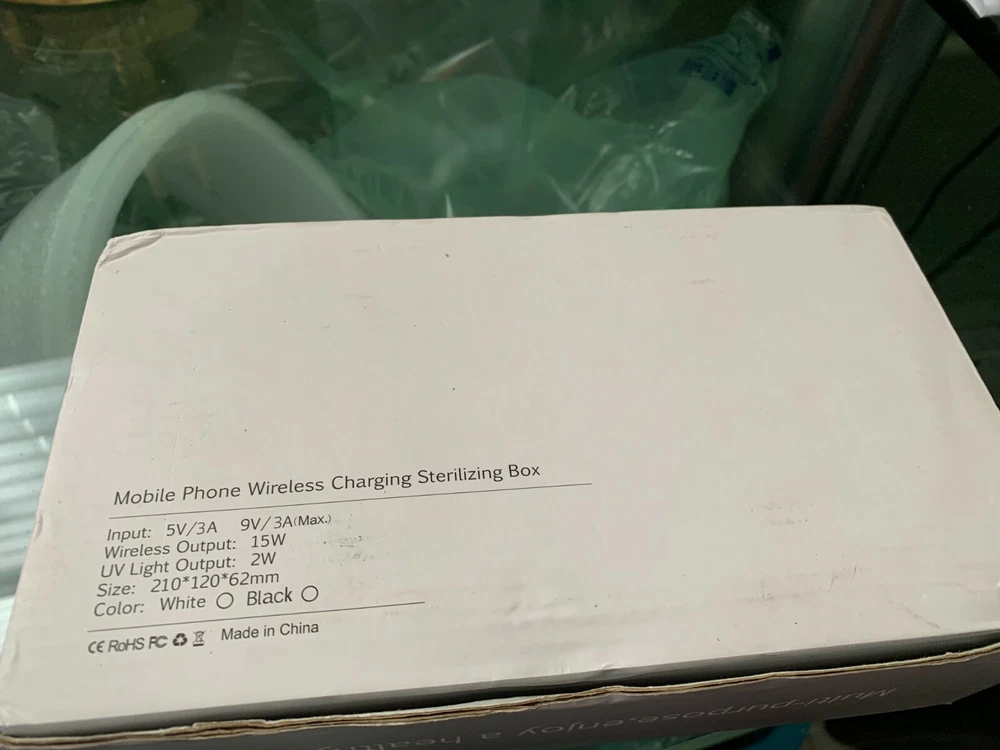 Mobile Phone Wireless Charging Sterilizing Box
Input: 5V/3A 9V/3A(Max.)
Wireless Output: 15W
UV Light Output: 2W
Size: 210*120*62mm
Color: White ○ Black ○
CE RoHS FC Made in China
Multi-purpose,enjoy a